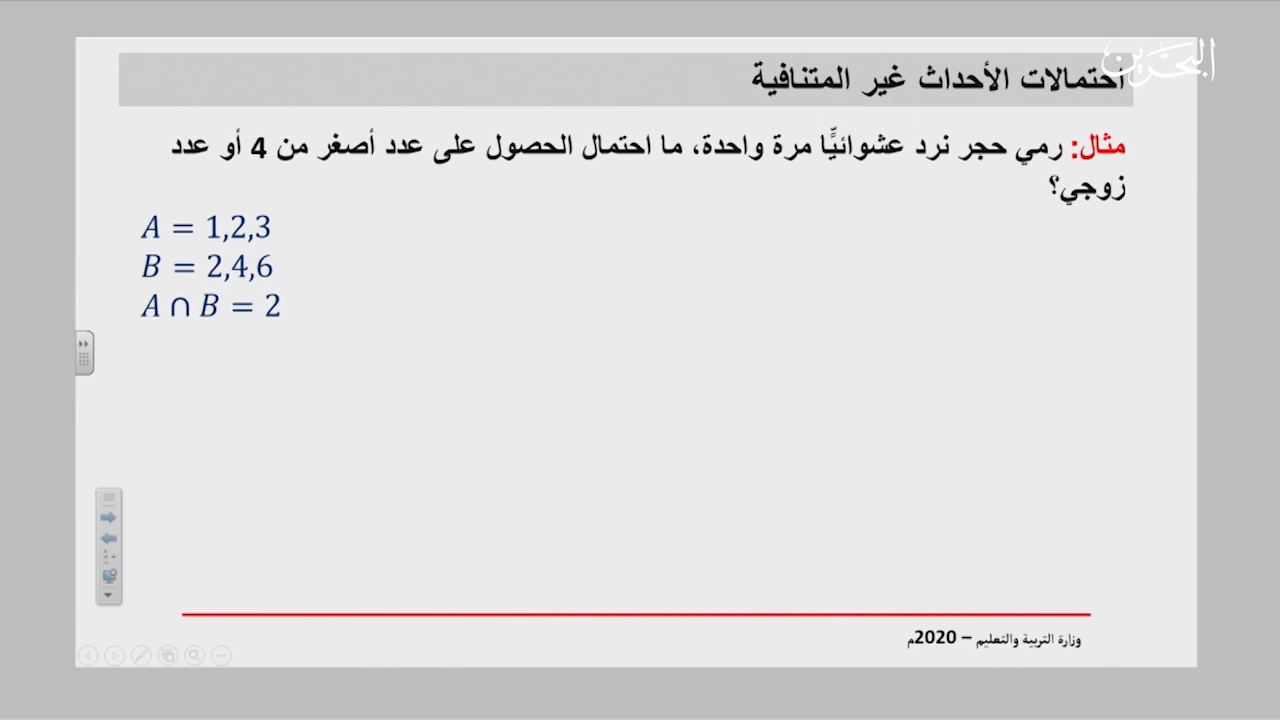 البحرين
احتمالات الأحداث غير المتنافية
مثال: رمي حجر نرد عشوائيًّا مرة واحدة، ما احتمال الحصول على عدد أصغر من 4 أو عدد
زوجي؟
A = 1,2,3
B = 2,4,6
A ∩ B = 2
وزارة التربية والتعليم – 2020م